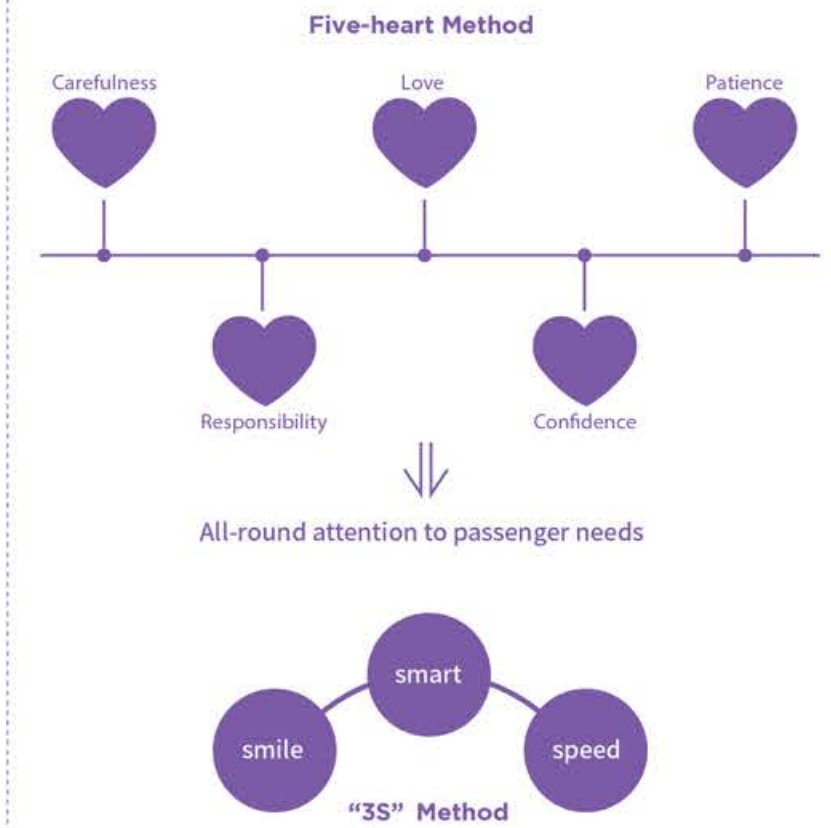 Five-heart Method
Carefulness
Love
Patience
Responsibility
Confidence
All-round attention to passenger needs
smart
smile
speed
“3S” Method